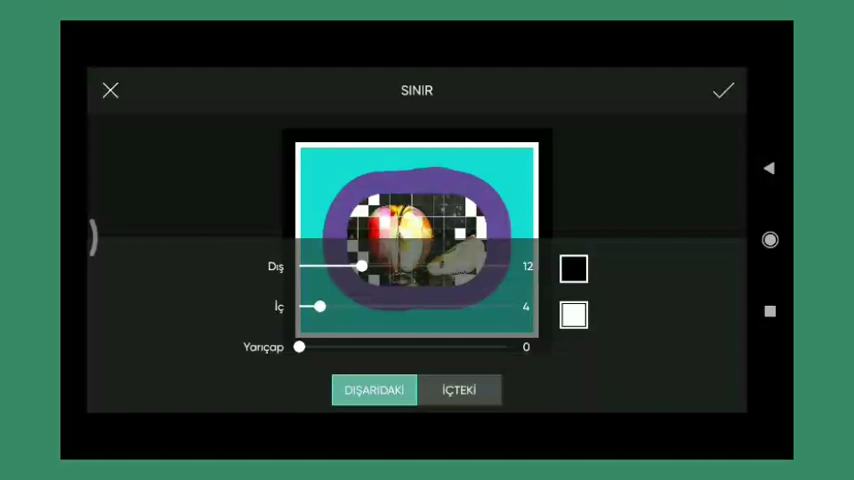 SINIR
Dış 12
İç 4
Yarıçap 0
DIŞARIDAKİ İÇTEKİ